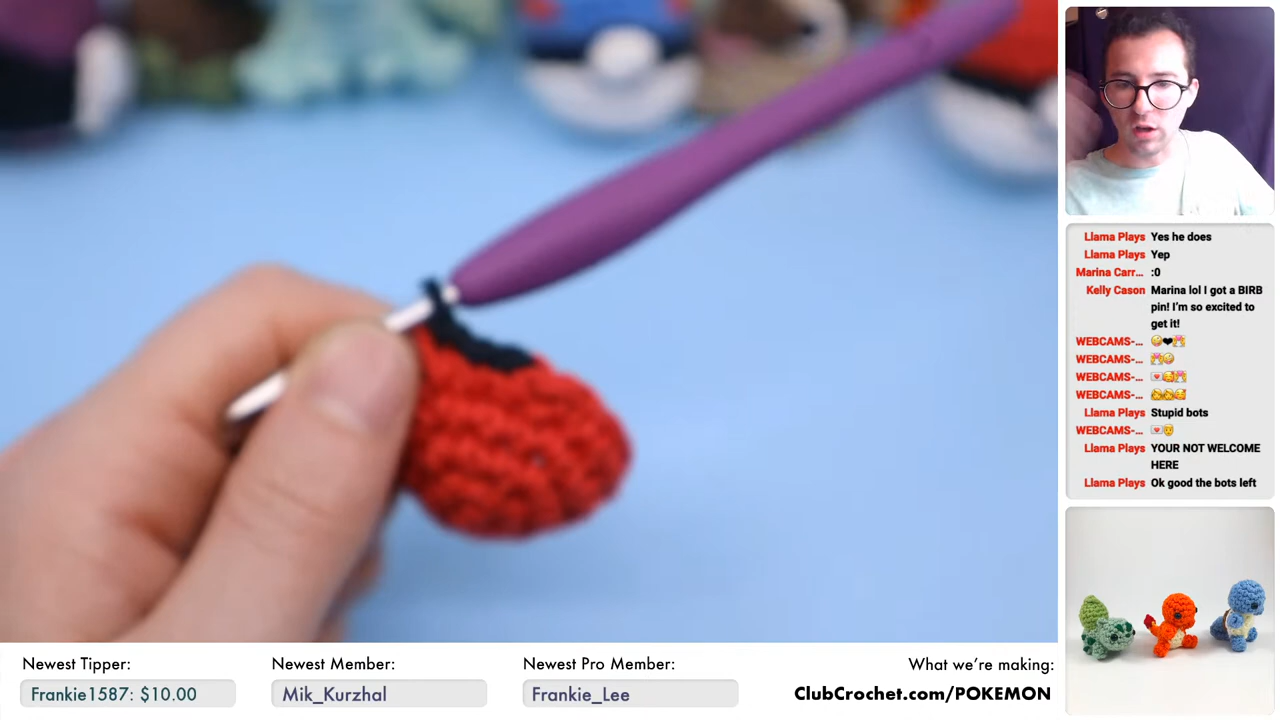 Llama Plays Yes he does
Llama Plays Yep
Marina Carr... :0
Kelly Cason Marina lol I got a BIRB
pin! I'm so excited to
get it!
WEBCAMS-... 🤪❤🥳
WEBCAMS-...
WEBCAMS-...
WEBCAMS-...
Llama Plays Stupid bots
WEBCAMS-...
Llama Plays YOUR NOT WELCOME
HERE
Llama Plays Ok good the bots left
Newest Tipper:
Frankie1587: $10.00
Newest Member:
Mik_Kurzhal
Newest Pro Member:
Frankie_Lee
What we're making:
ClubCrochet.com/POKEMON